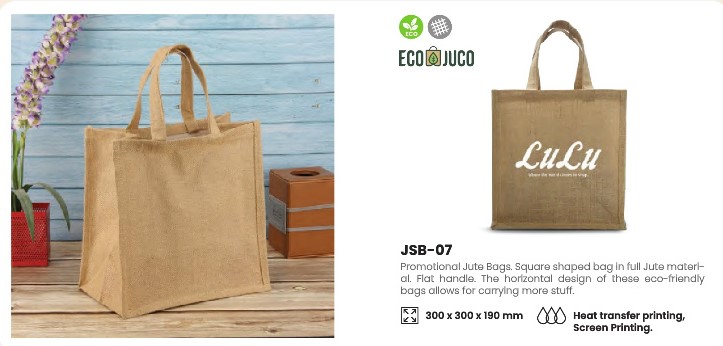 ECO
ECO JUCO
LuLu
JSB-07
Promotional Jute Bags. Square shaped bag in full Jute materi-
al. Flat handle. The horizontal design of these eco-friendly
bags allows for carrying more stuff.
300 x 300 x 190 mm
Heat transfer printing,
Screen Printing.